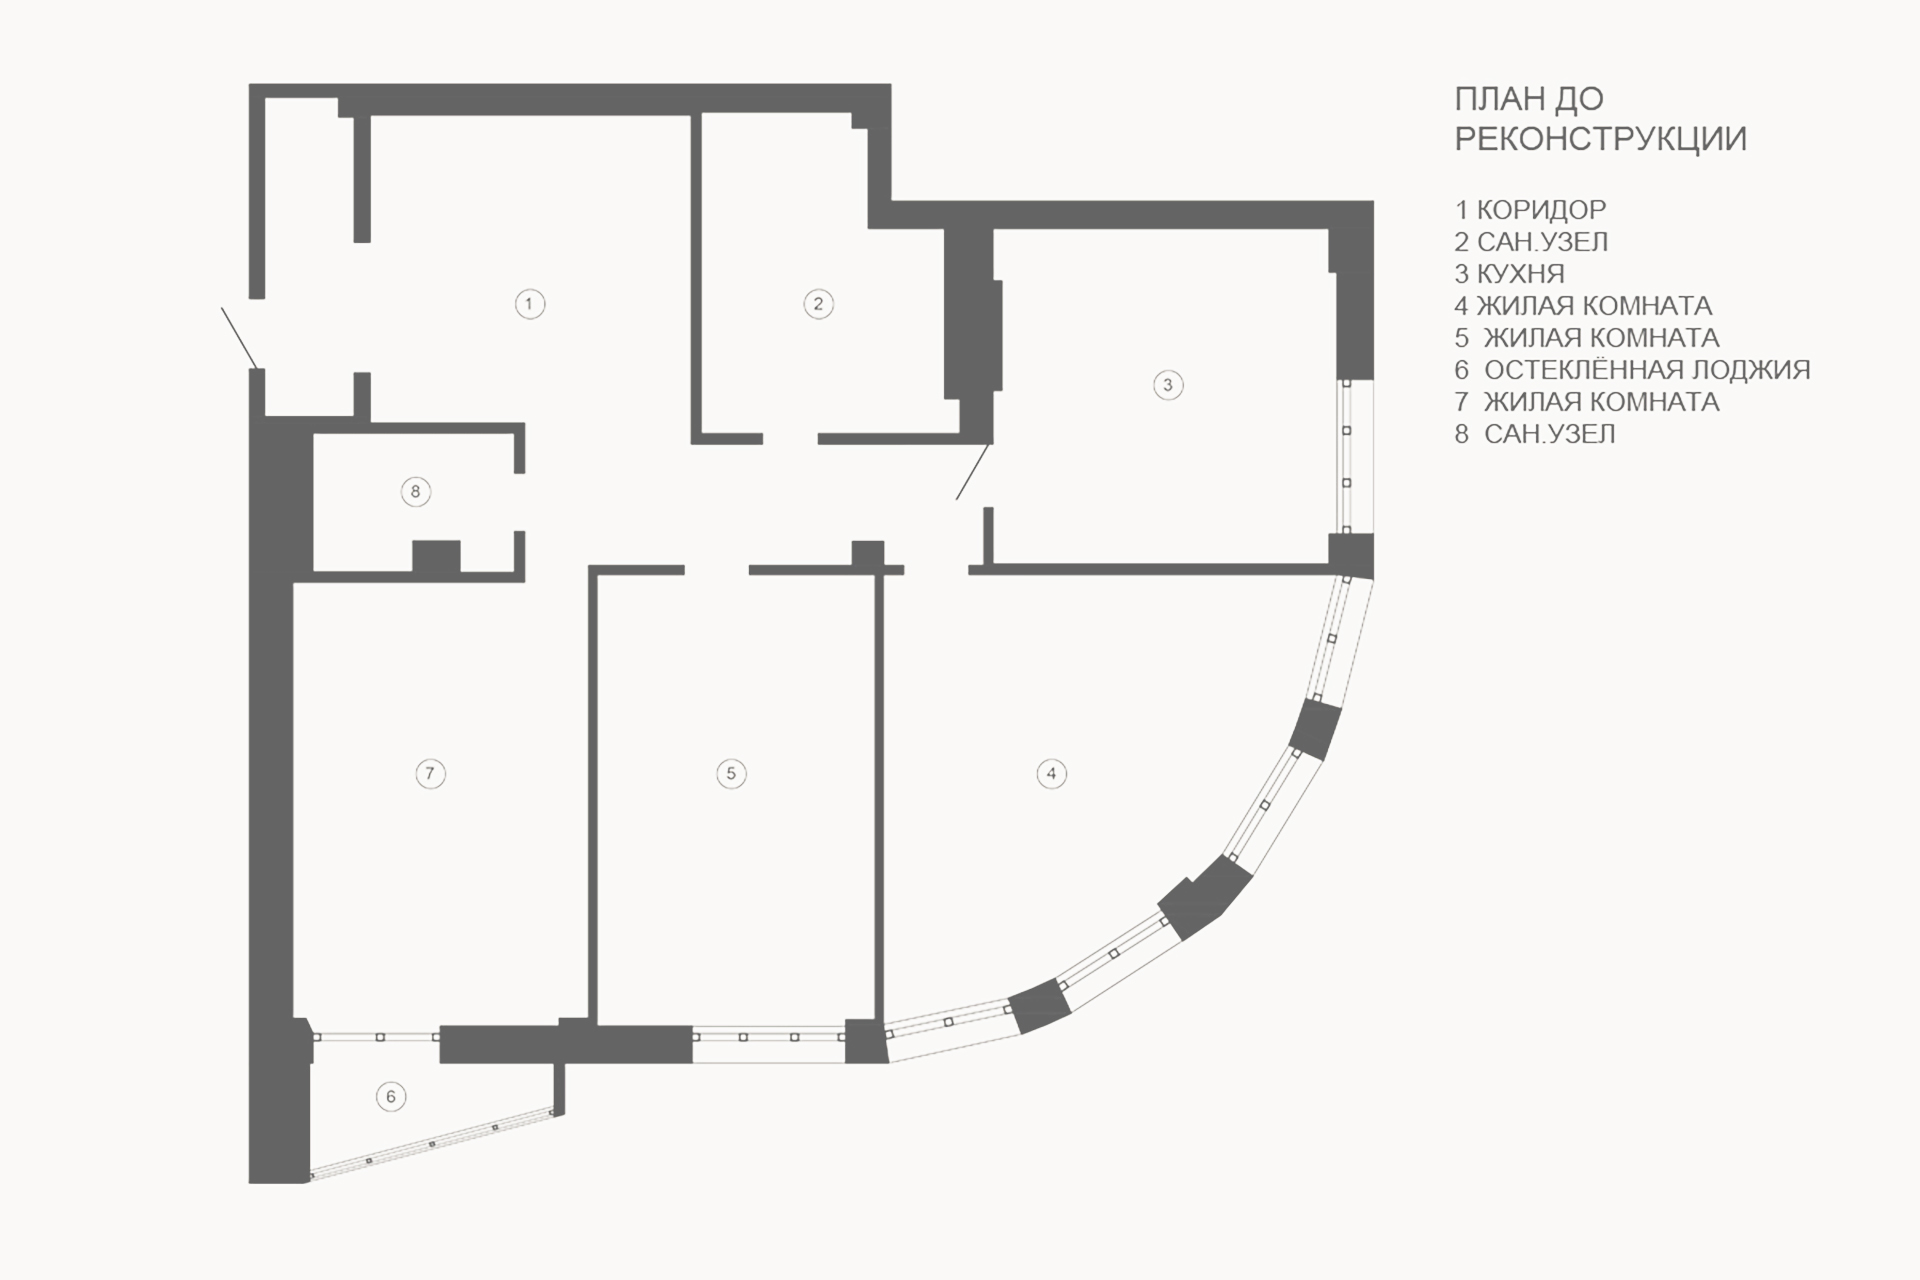 ПЛАН ДО
РЕКОНСТРУКЦИИ
1 КОРИДОР
2 САН.УЗЕЛ
3 КУХНЯ
4 ЖИЛАЯ КОМНАТА
5 ЖИЛАЯ КОМНАТА
6 ОСТЕКЛЁННАЯ ЛОДЖИЯ
7 ЖИЛАЯ КОМНАТА
8 САН.УЗЕЛ
1
2
3
8
7
5
4
6